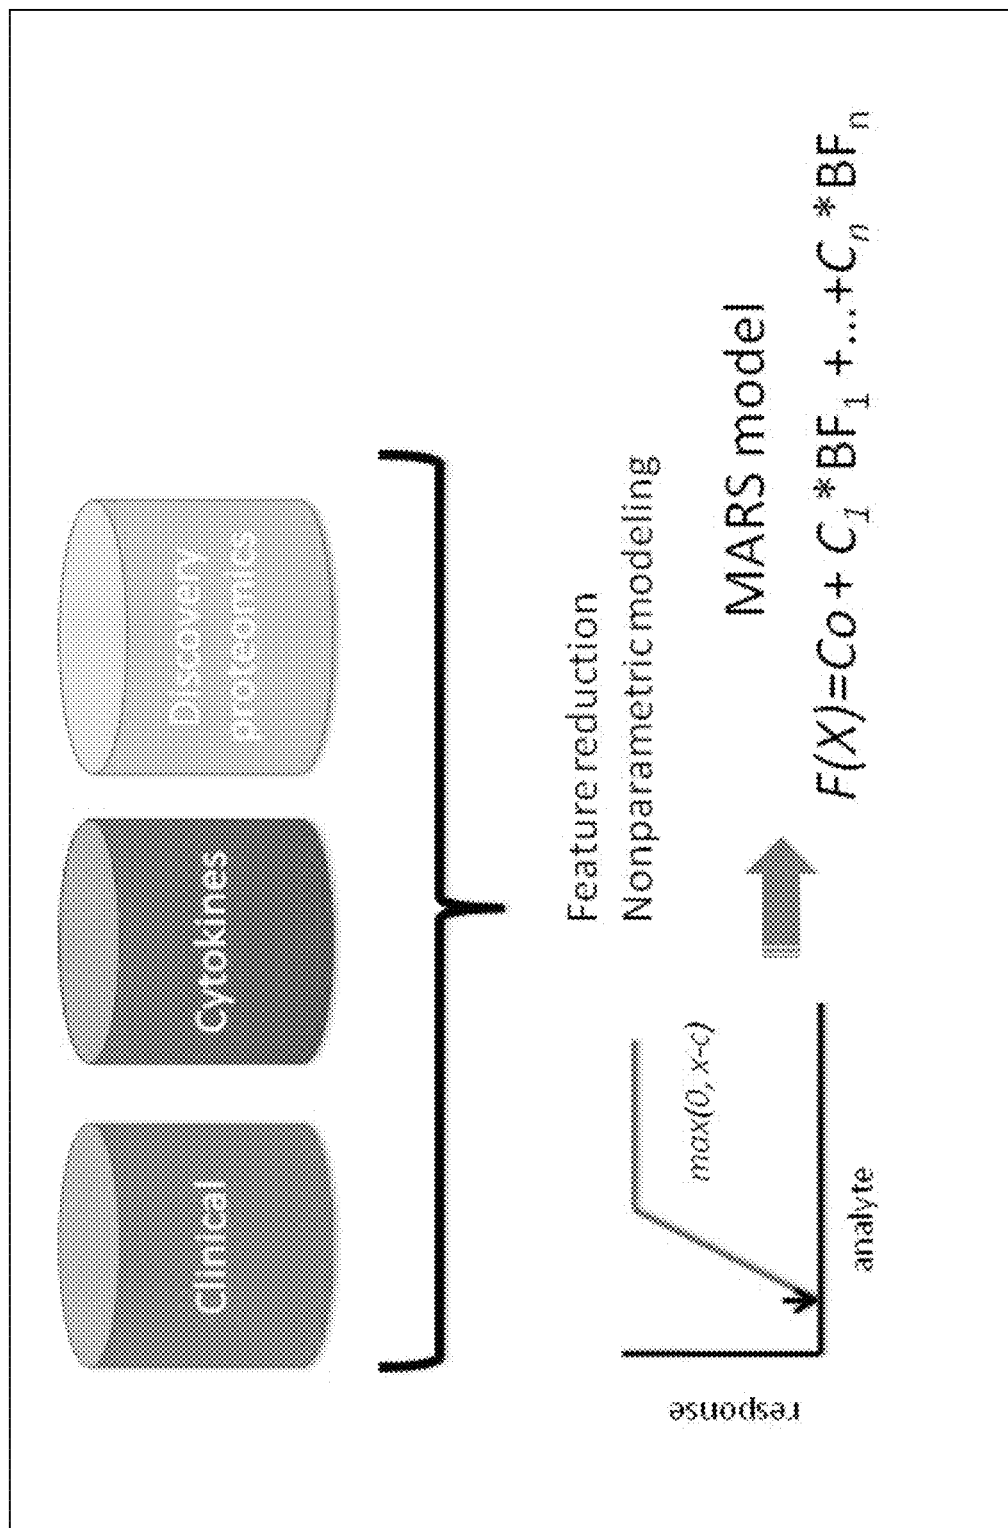 Clinical
Cytokines
Discovery
proteomics
Feature reduction
Nonparametric modeling
response
max(0, x-c)
analyte
MARS model
F(X)=Co + C1*BF1 + ... +Cn*BFn